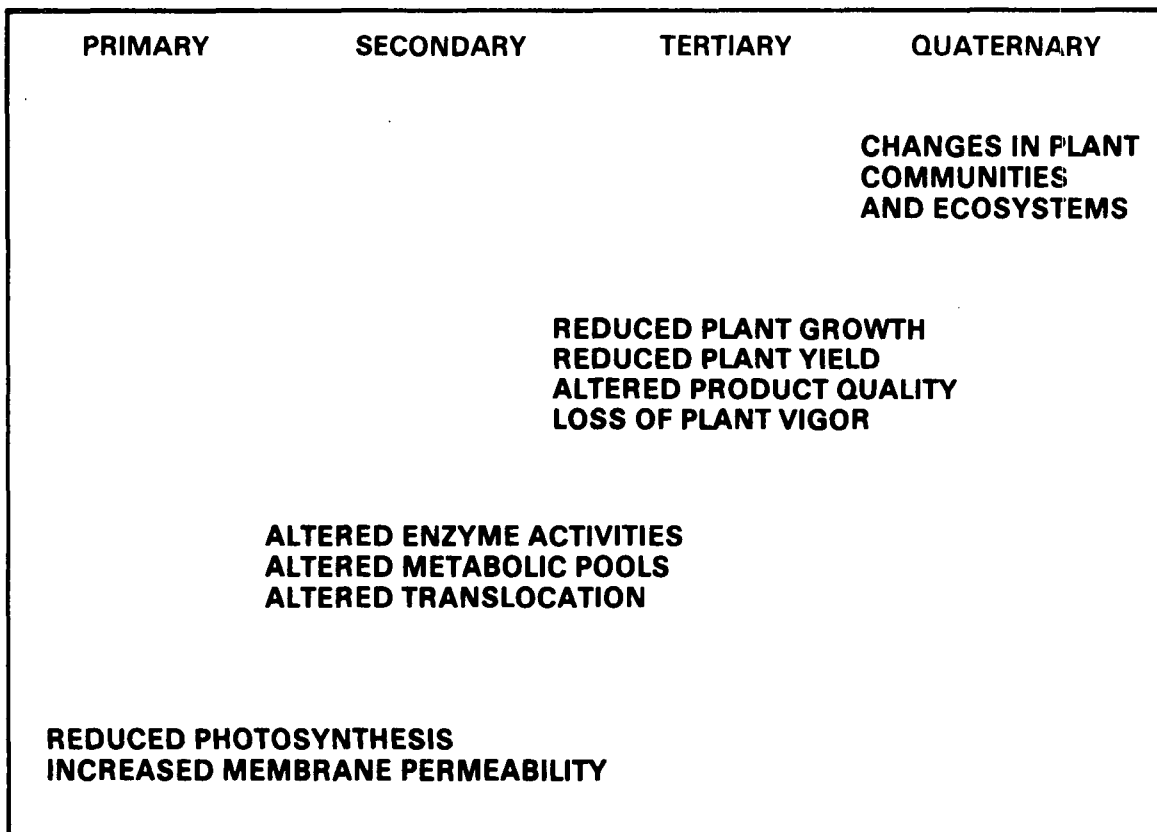 PRIMARY SECONDARY TERTIARY QUATERNARY
CHANGES IN PLANT
COMMUNITIES
AND ECOSYSTEMS
REDUCED PLANT GROWTH
REDUCED PLANT YIELD
ALTERED PRODUCT QUALITY
LOSS OF PLANT VIGOR
ALTERED ENZYME ACTIVITIES
ALTERED METABOLIC POOLS
ALTERED TRANSLOCATION
REDUCED PHOTOSYNTHESIS
INCREASED MEMBRANE PERMEABILITY